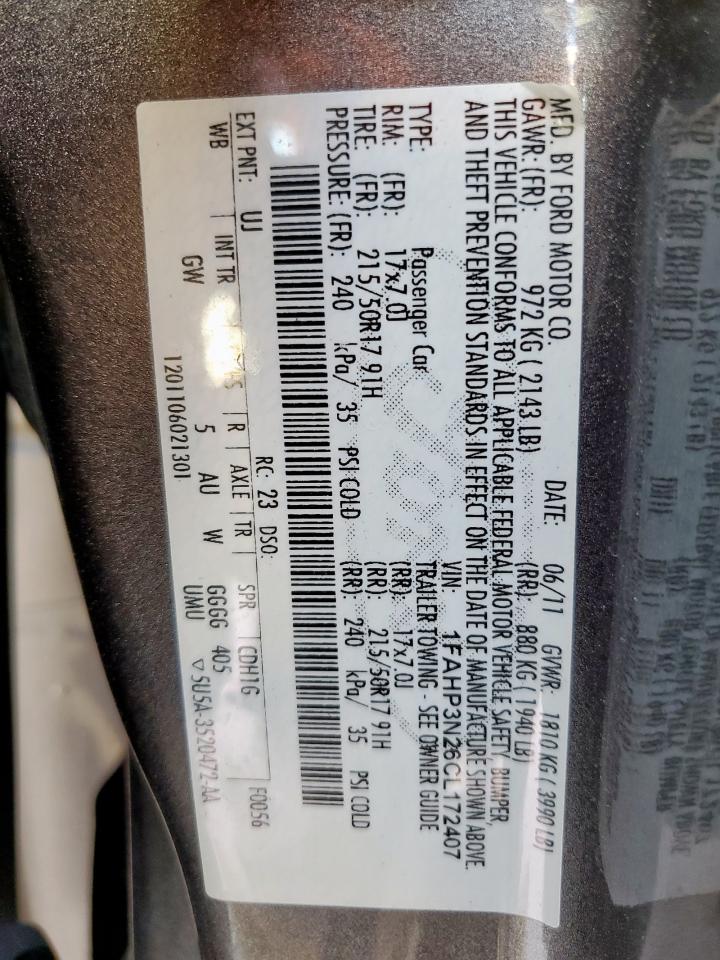 MFD. BY FORD MOTOR CO.
DATE: 06/11 GVWR: 1810 KG ( 3990 LB)
GAWR: (FR): 972 KG ( 2143 LB) (RR): 880 KG ( 1940 LB)
THIS VEHICLE CONFORMS TO ALL APPLICABLE FEDERAL MOTOR VEHICLE SAFETY, BUMPER,
AND THEFT PREVENTION STANDARDS IN EFFECT ON THE DATE OF MANUFACTURE SHOWN ABOVE.
VIN: 1FAHP3N26CL172407
TYPE: Passenger Car TRAILER TOWING - SEE OWNER GUIDE
RIM: (FR): 17x7.0J (RR): 17x7.0J
TIRE: (FR): 215/50R17 91H (RR): 215/50R17 91H
PRESSURE: (FR): 240 kPa/ 35 PSI COLD (RR): 240 kPa/ 35 PSI COLD
F0056
EXT PNT: UJ RC: 23 DSO: CDH1G
WB | INT TR | R | AXLE | TR | SPR
GW 5 AU W GGGG 405
1201106021301 UMU ▽5U5A-3520472-AA